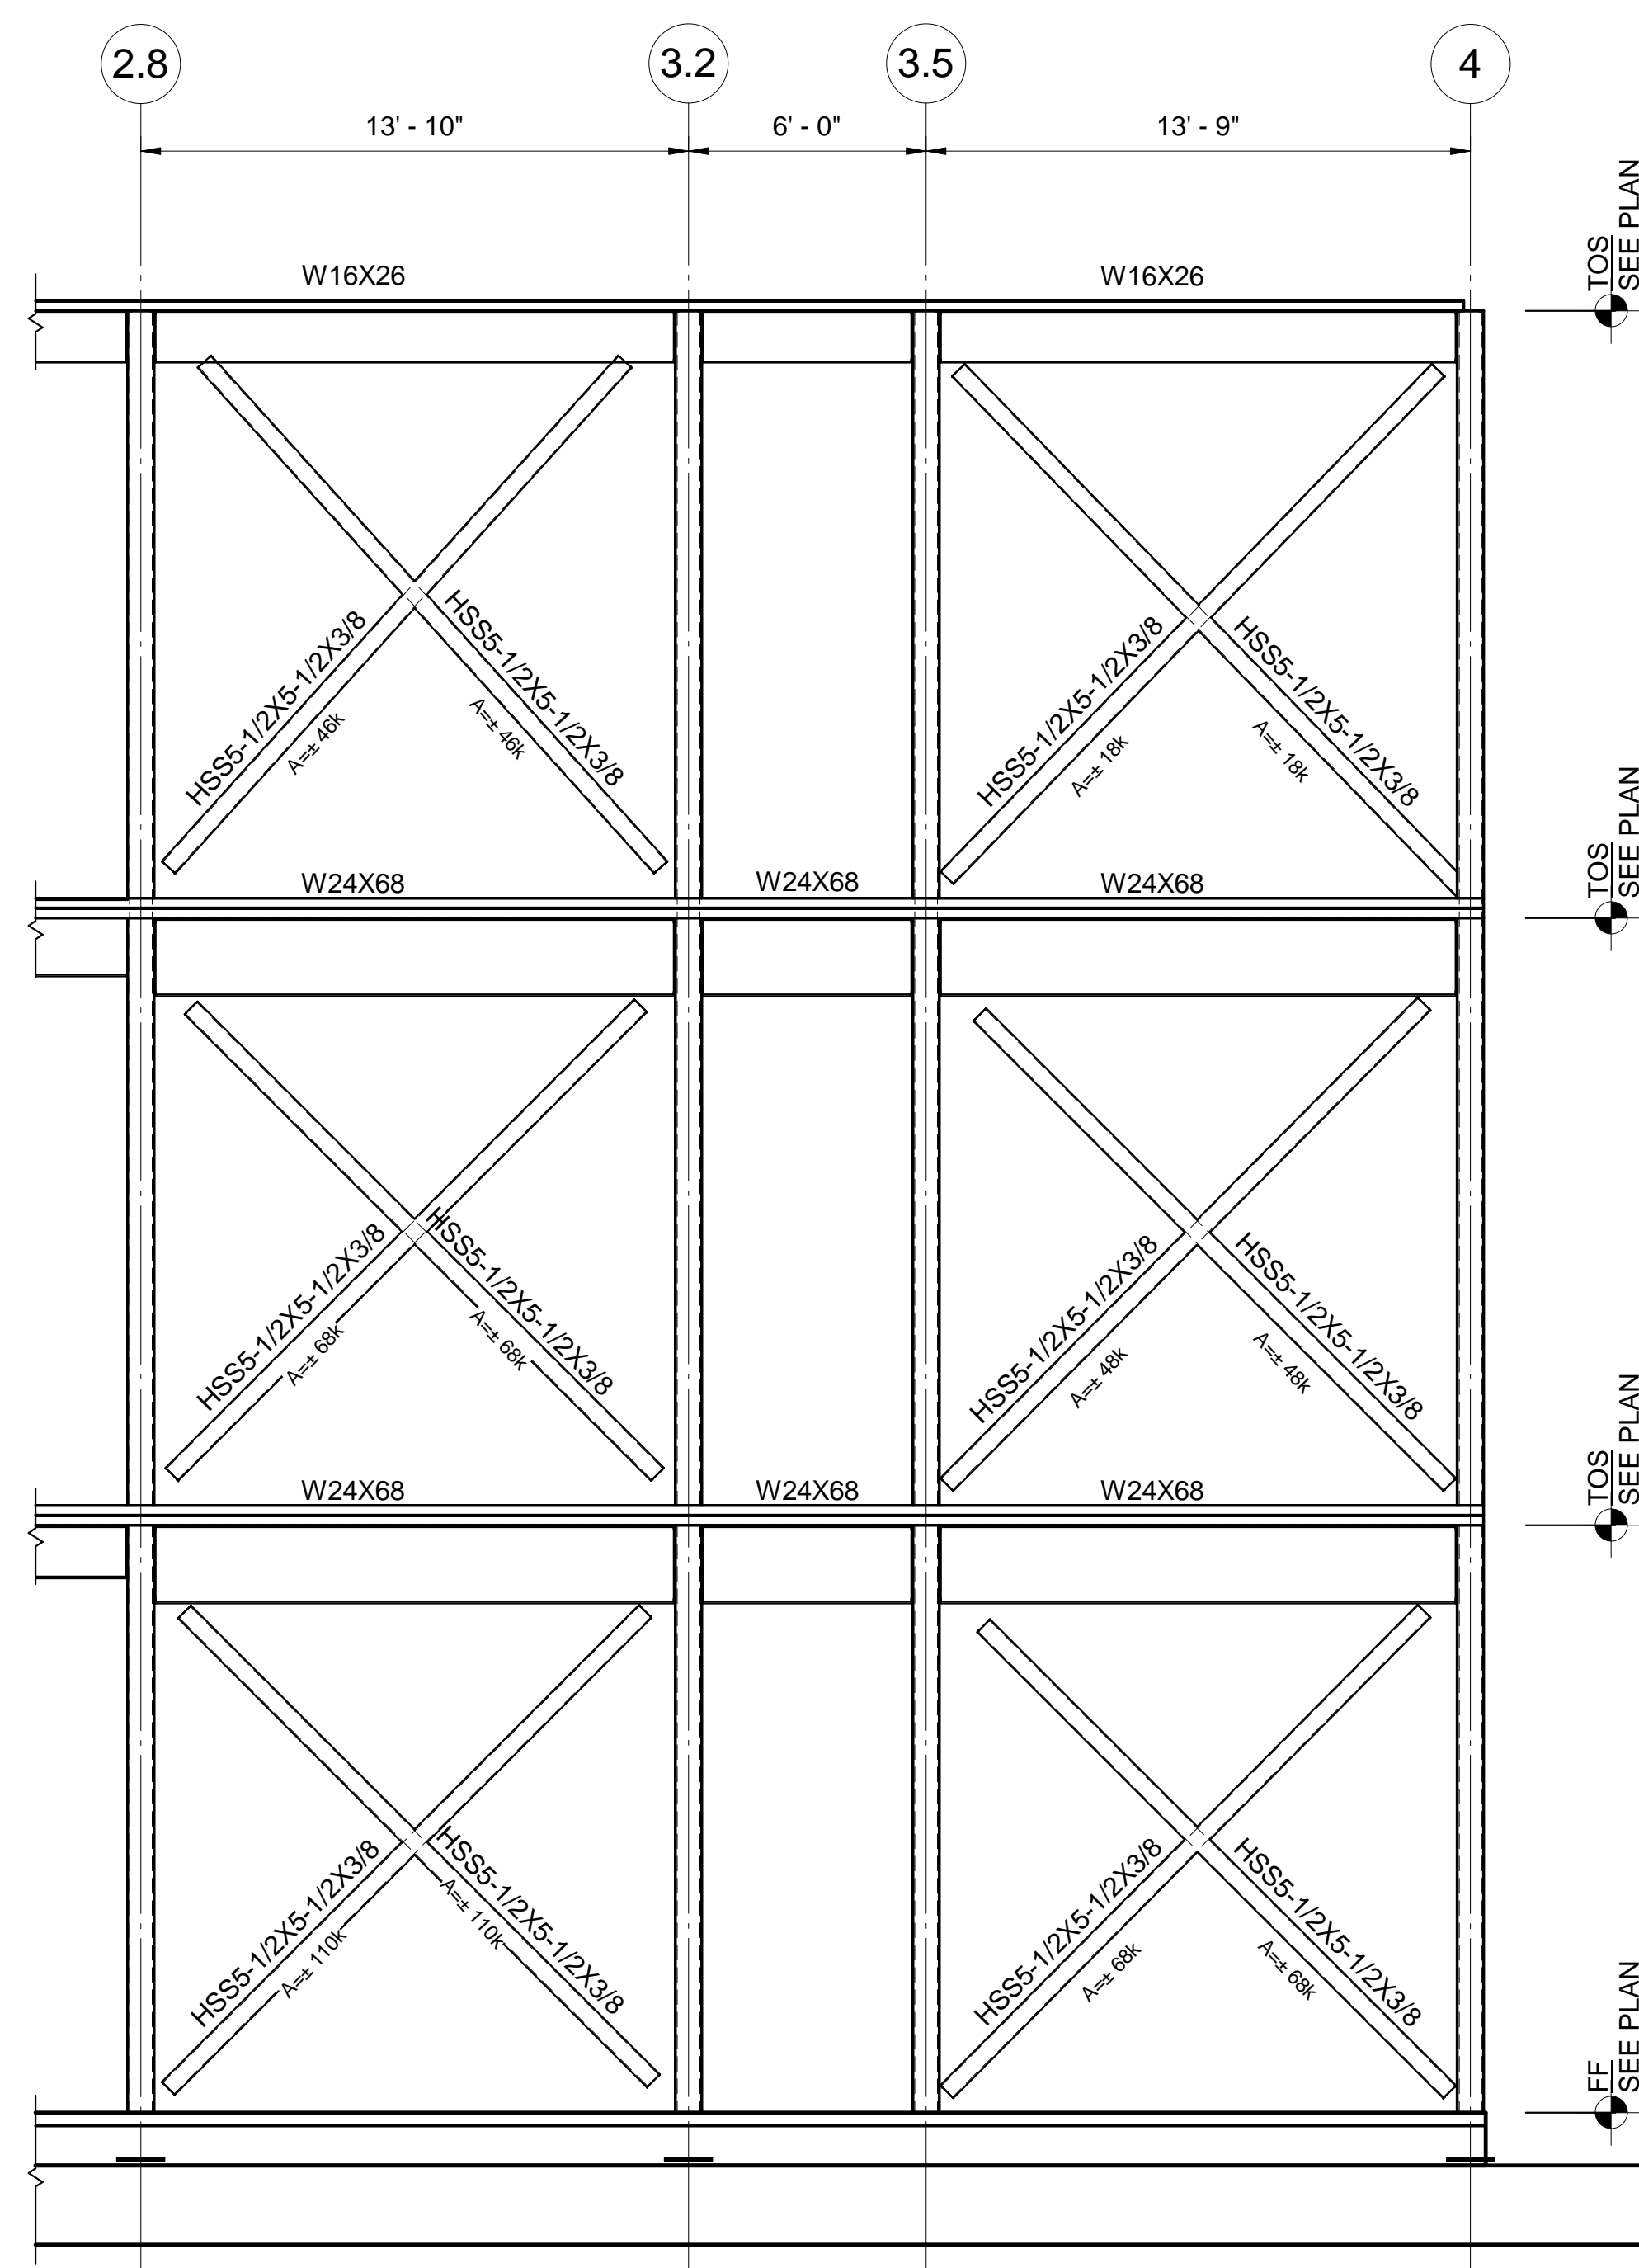 2.8
3.2
3.5
4
13' - 10"
6' - 0"
13' - 9"
TOS
SEE PLAN
W16X26
W16X26
HSS5-1/2X5-1/2X3/8
A=± 46k
HSS5-1/2X5-1/2X3/8
A=± 46k
HSS5-1/2X5-1/2X3/8
A=± 18k
HSS5-1/2X5-1/2X3/8
A=± 18k
TOS
SEE PLAN
W24X68
W24X68
W24X68
HSS5-1/2X5-1/2X3/8
A=± 68k
HSS5-1/2X5-1/2X3/8
A=± 68k
HSS5-1/2X5-1/2X3/8
A=± 48k
HSS5-1/2X5-1/2X3/8
A=± 48k
TOS
SEE PLAN
W24X68
W24X68
W24X68
HSS5-1/2X5-1/2X3/8
A=± 110k
HSS5-1/2X5-1/2X3/8
A=± 110k
HSS5-1/2X5-1/2X3/8
A=± 68k
HSS5-1/2X5-1/2X3/8
A=± 68k
FF
SEE PLAN